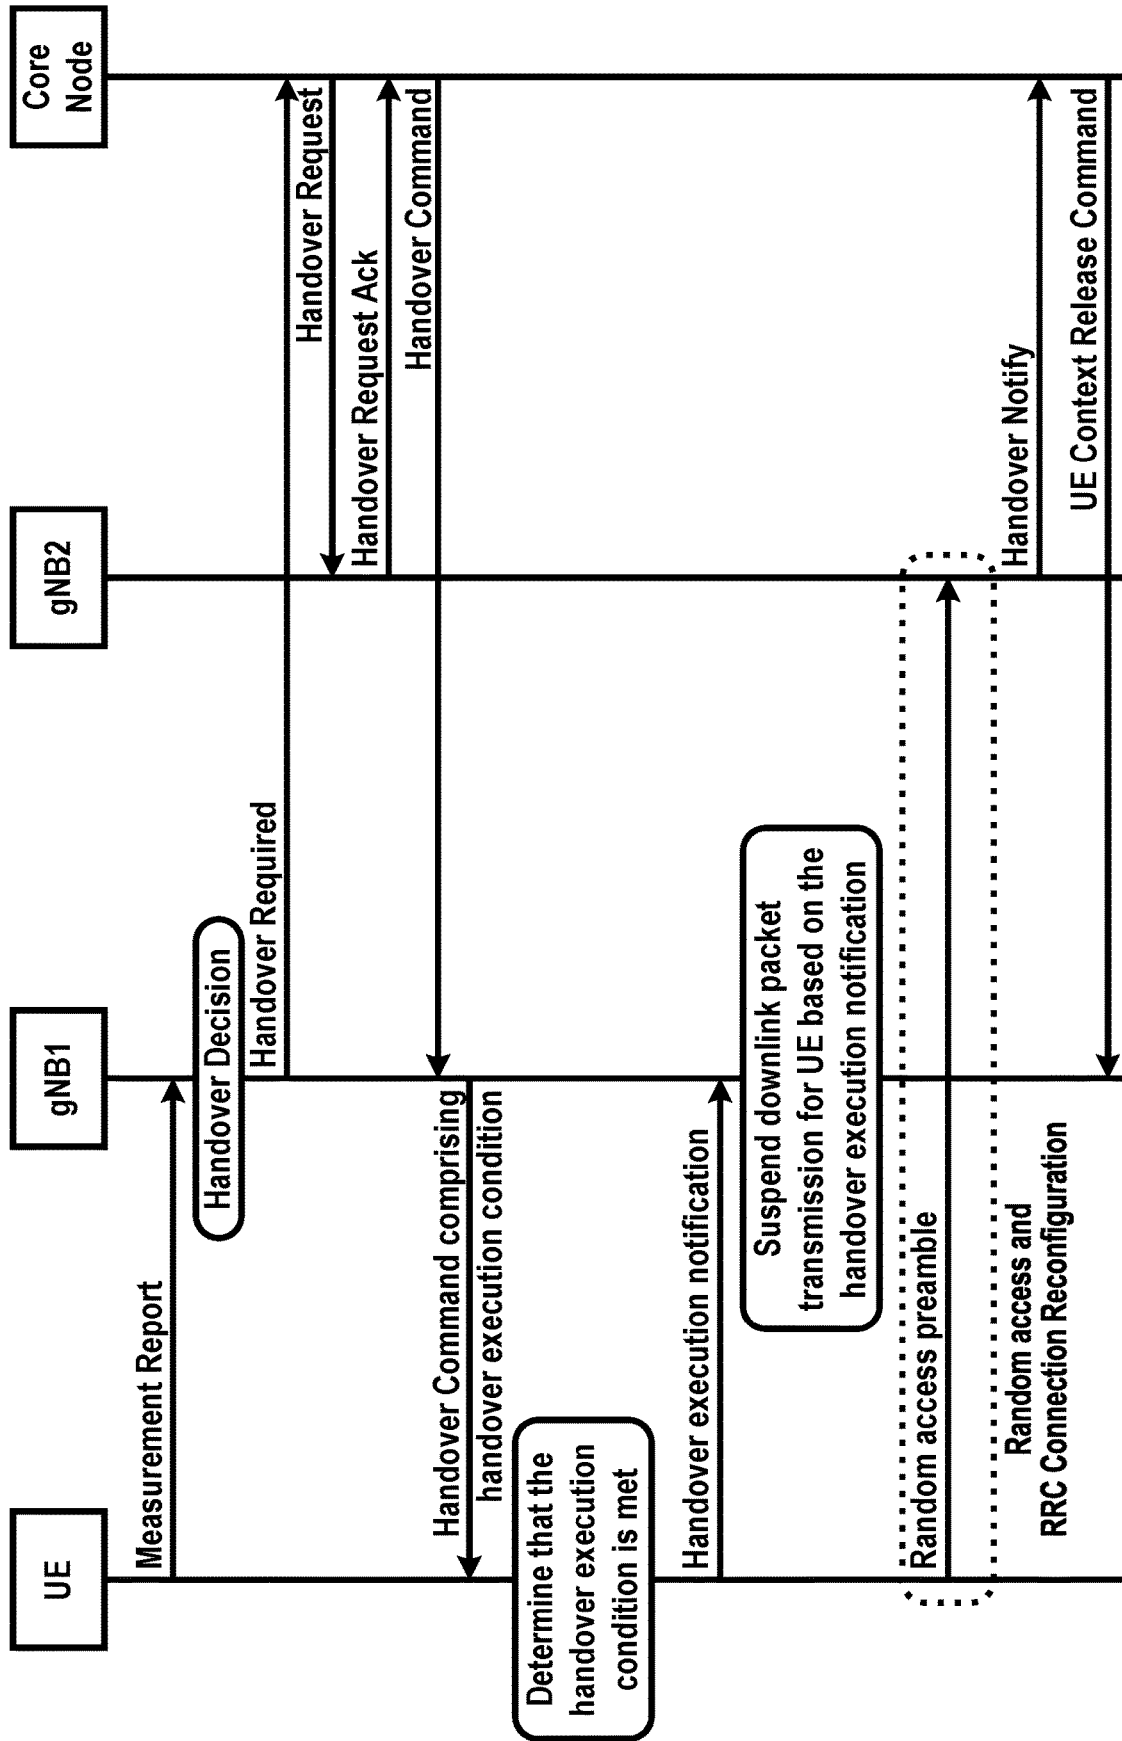 UE
gNB1
gNB2
Core
Node
Measurement Report
Handover Decision
Handover Required
Handover Request
Handover Request Ack
Handover Command
Handover Command comprising
handover execution condition
Determine that the
handover execution
condition is met
Handover execution notification
Suspend downlink packet
transmission for UE based on the
handover execution notification
Random access preamble
Random access and
RRC Connection Reconfiguration
Handover Notify
UE Context Release Command